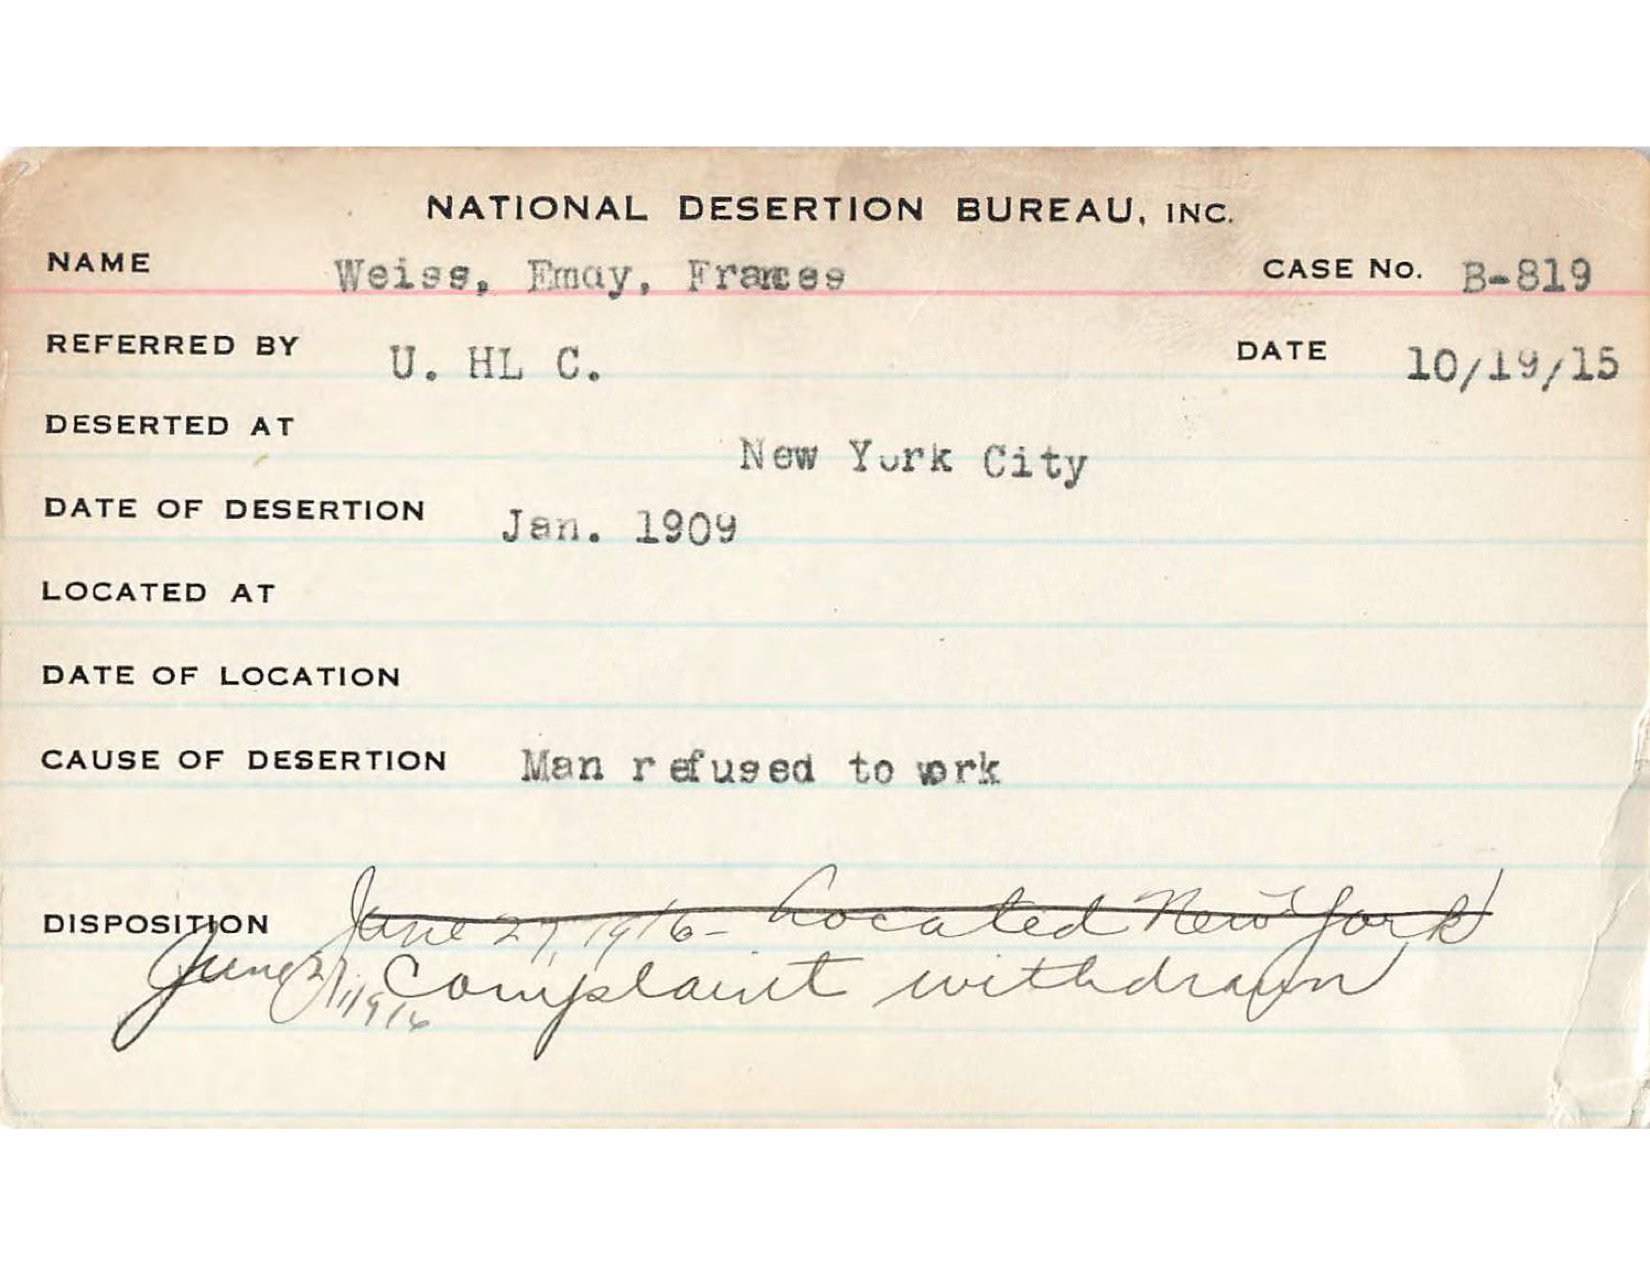 NATIONAL DESERTION BUREAU, INC.
NAME Weiss, Emdy, Frances CASE No. B-819
REFERRED BY U. HL C. DATE 10/19/15
DESERTED AT New York City
DATE OF DESERTION Jan. 1909
LOCATED AT
DATE OF LOCATION
CAUSE OF DESERTION Man refused to work
DISPOSITION June 27, 1916 - Located New York
June 27, 1916 Complaint withdrawn